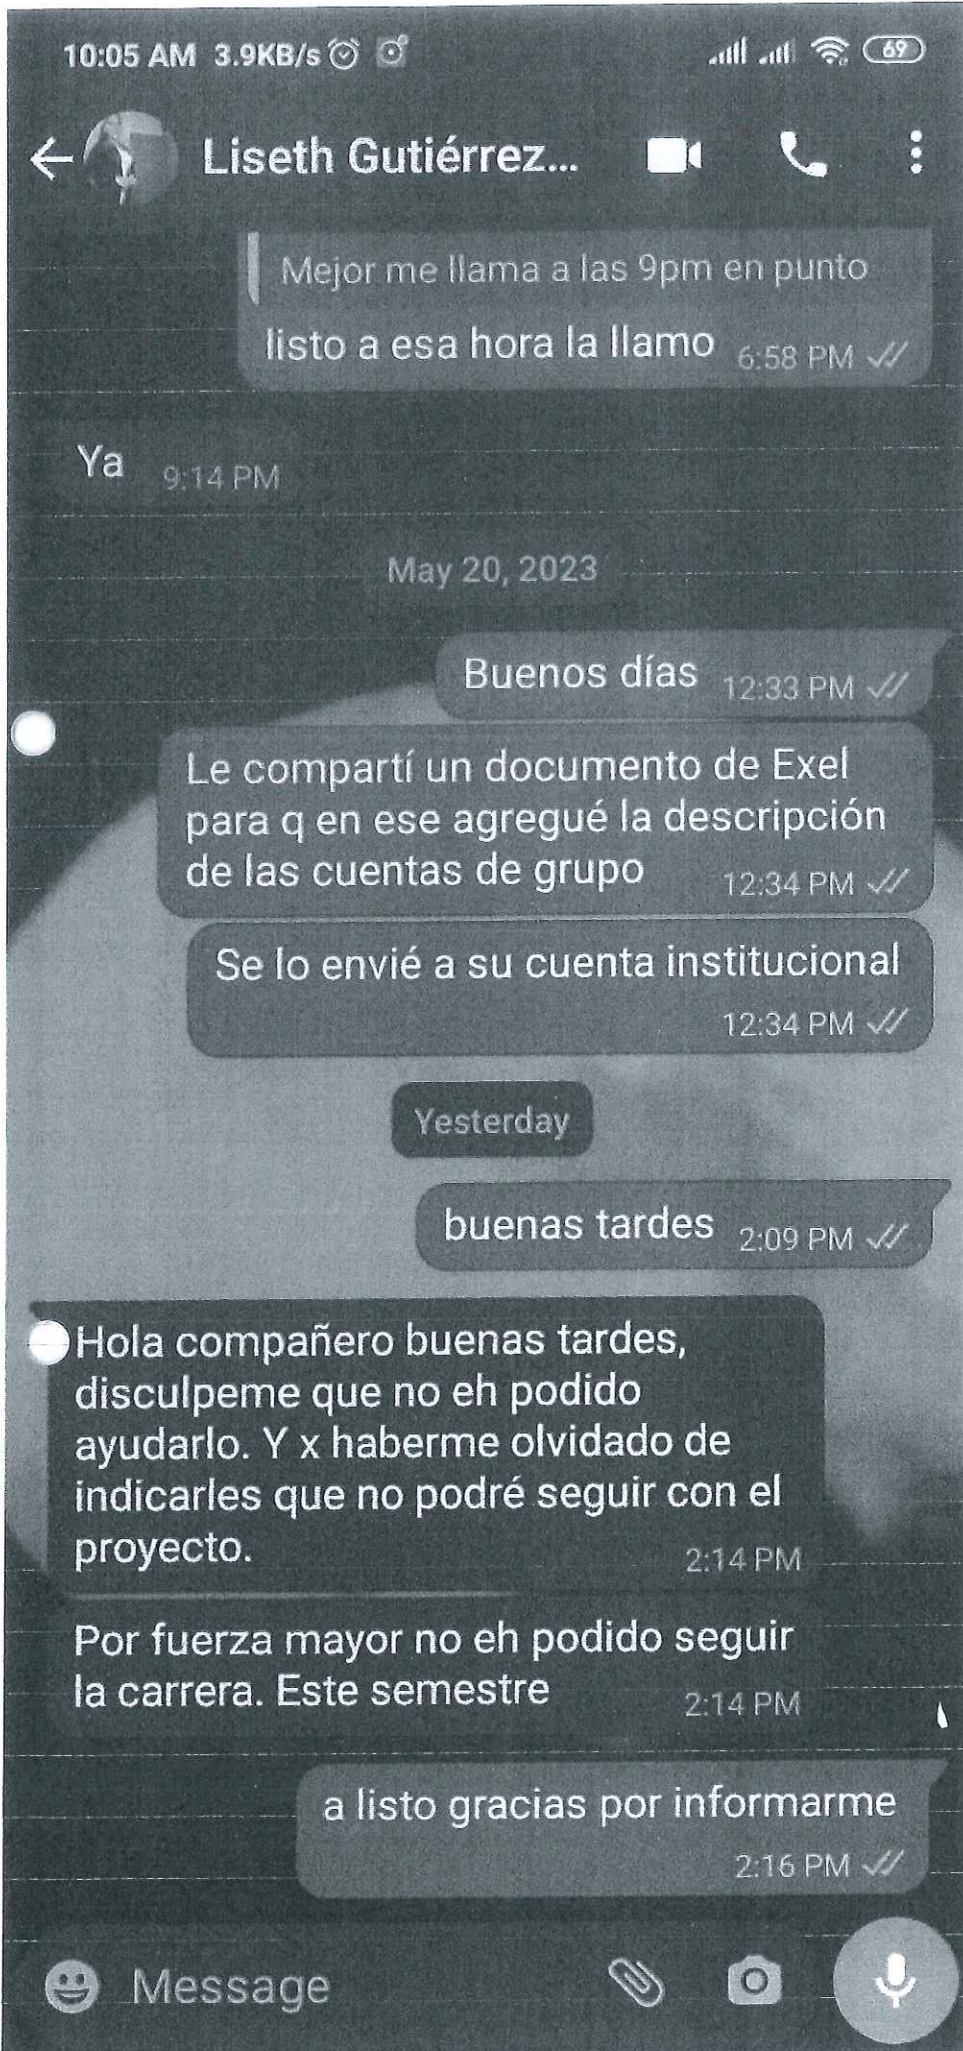 10:05 AM 3.9KB/s
69
Liseth Gutiérrez...
Mejor me llama a las 9pm en punto
listo a esa hora la llamo 6:58 PM
Ya 9:14 PM
May 20, 2023
Buenos días 12:33 PM
Le compartí un documento de Exel
para q en ese agregué la descripción
de las cuentas de grupo 12:34 PM
Se lo envié a su cuenta institucional
12:34 PM
Yesterday
buenas tardes 2:09 PM
Hola compañero buenas tardes,
disculpeme que no eh podido
ayudarlo. Y x haberme olvidado de
indicarles que no podré seguir con el
proyecto. 2:14 PM
Por fuerza mayor no eh podido seguir
la carrera. Este semestre 2:14 PM
a listo gracias por informarme
2:16 PM
Message